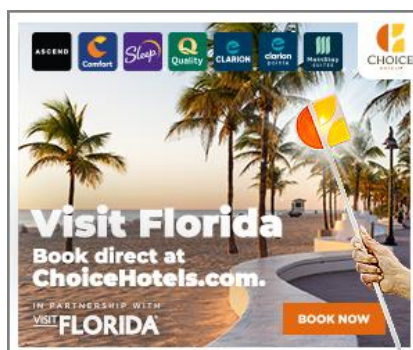 ASCEND
Comfort
Sleep
Quality
CLARION
clarion
pointe
MainStay
SUITES
CHOICE
HOTELS
Visit Florida
Book direct at
ChoiceHotels.com.
IN PARTNERSHIP WITH
VISIT FLORIDA
BOOK NOW